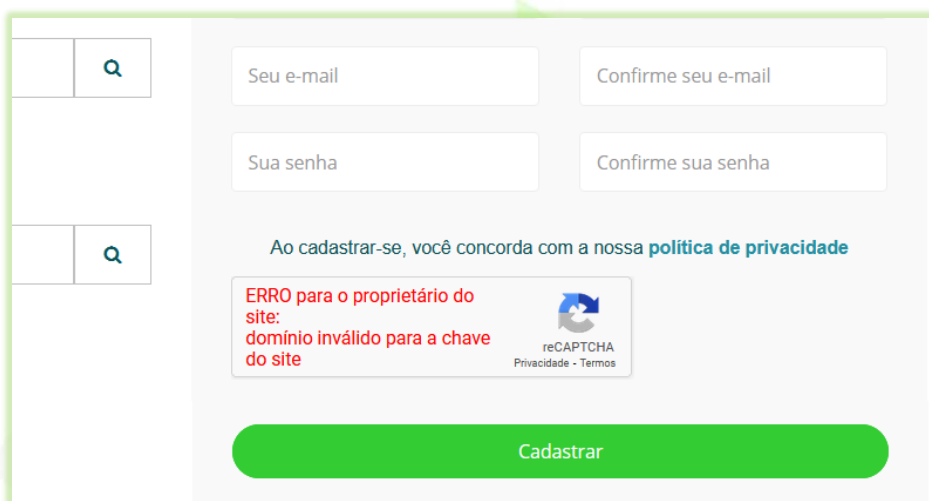 Seu e-mail
Confirme seu e-mail
Sua senha
Confirme sua senha
Ao cadastrar-se, você concorda com a nossa política de privacidade
ERRO para o proprietário do
site:
domínio inválido para a chave
do site
reCAPTCHA
Privacidade - Termos
Cadastrar